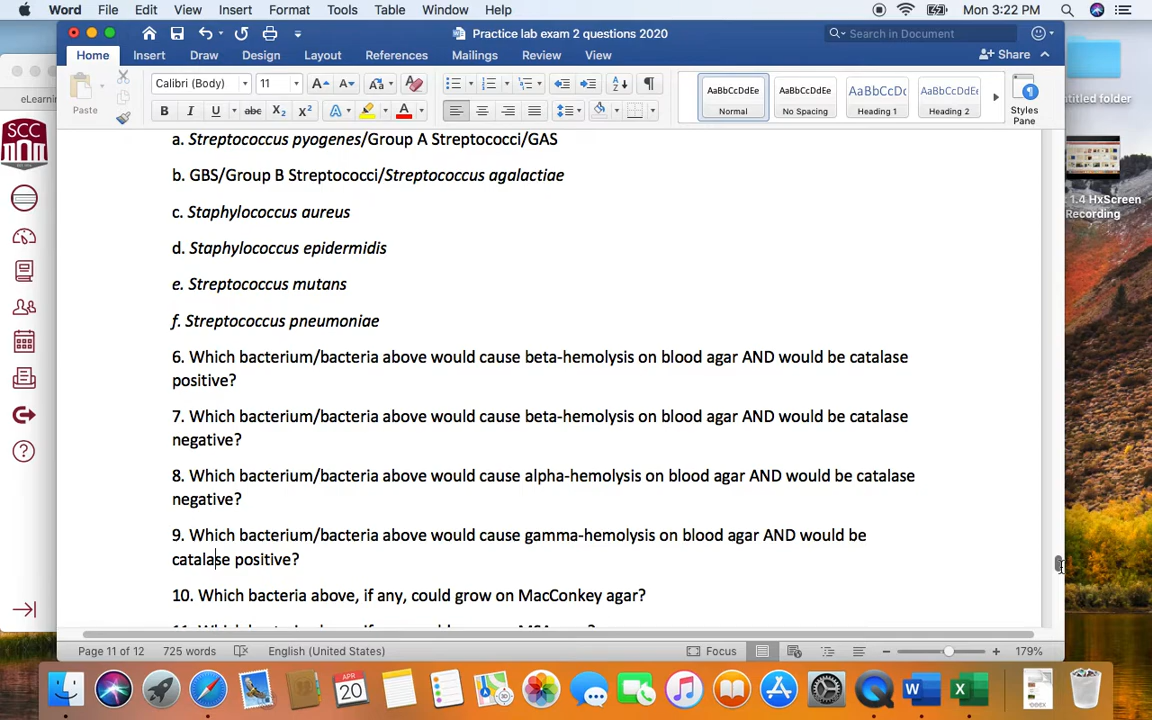 Word File Edit View Insert Format Tools Table Window Help Mon 3:22 PM
Practice lab exam 2 questions 2020
Search in Document
Home Insert Draw Design Layout References Mailings Review View Share
eLearnin
Paste
Calibri (Body) 11
AaBbCcDdEe AaBbCcDdEe AaBbCcDc AaBbCcDdEe
Normal No Spacing Heading 1 Heading 2
Styles Pane
ntitled folder
SCC
1.4 HxScreen
Recording
a. Streptococcus pyogenes/Group A Streptococci/GAS
b. GBS/Group B Streptococci/Streptococcus agalactiae
c. Staphylococcus aureus
d. Staphylococcus epidermidis
e. Streptococcus mutans
f. Streptococcus pneumoniae
6. Which bacterium/bacteria above would cause beta-hemolysis on blood agar AND would be catalase
positive?
7. Which bacterium/bacteria above would cause beta-hemolysis on blood agar AND would be catalase
negative?
8. Which bacterium/bacteria above would cause alpha-hemolysis on blood agar AND would be catalase
negative?
9. Which bacterium/bacteria above would cause gamma-hemolysis on blood agar AND would be
catalase positive?
10. Which bacteria above, if any, could grow on MacConkey agar?
Page 11 of 12 725 words English (United States) Focus 179%
APR
20